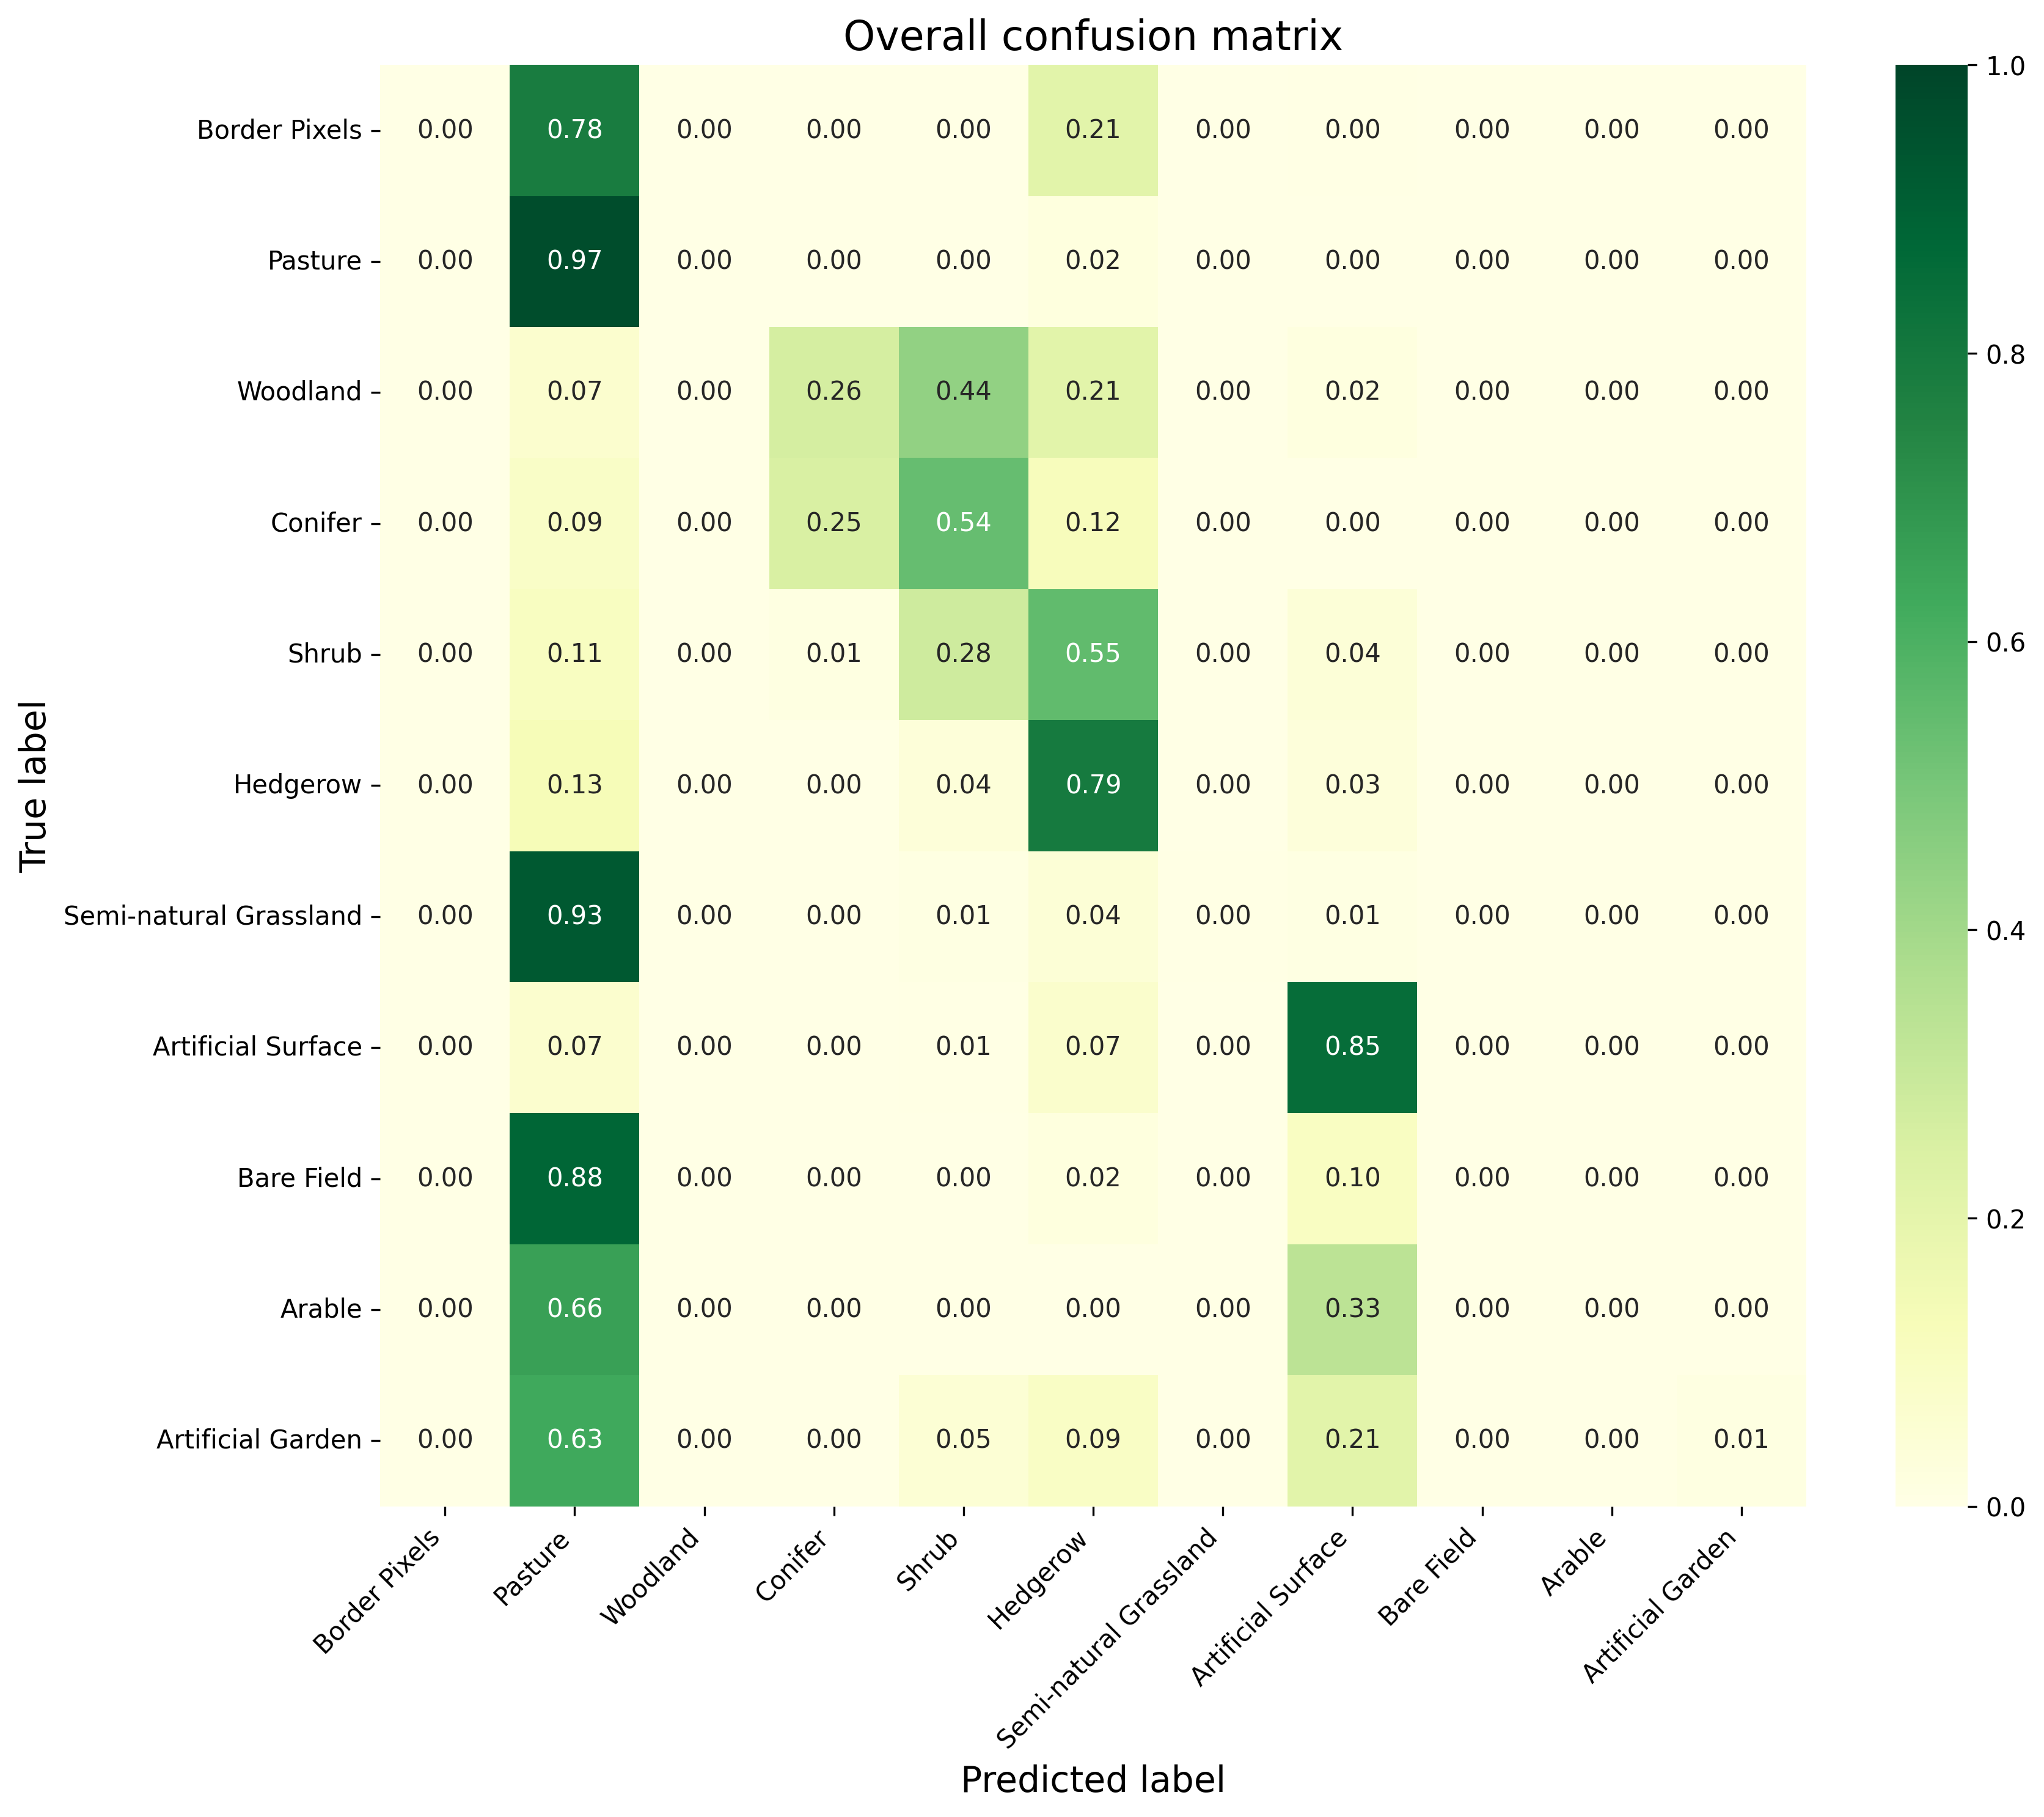 Overall confusion matrix
Border Pixels 0.00 0.78 0.00 0.00 0.00 0.21 0.00 0.00 0.00 0.00 0.00
Pasture 0.00 0.97 0.00 0.00 0.00 0.02 0.00 0.00 0.00 0.00 0.00
Woodland 0.00 0.07 0.00 0.26 0.44 0.21 0.00 0.02 0.00 0.00 0.00
Conifer 0.00 0.09 0.00 0.25 0.54 0.12 0.00 0.00 0.00 0.00 0.00
Shrub 0.00 0.11 0.00 0.01 0.28 0.55 0.00 0.04 0.00 0.00 0.00
Hedgerow 0.00 0.13 0.00 0.00 0.04 0.79 0.00 0.03 0.00 0.00 0.00
Semi-natural Grassland 0.00 0.93 0.00 0.00 0.01 0.04 0.00 0.01 0.00 0.00 0.00
Artificial Surface 0.00 0.07 0.00 0.00 0.01 0.07 0.00 0.85 0.00 0.00 0.00
Bare Field 0.00 0.88 0.00 0.00 0.00 0.02 0.00 0.10 0.00 0.00 0.00
Arable 0.00 0.66 0.00 0.00 0.00 0.00 0.00 0.33 0.00 0.00 0.00
Artificial Garden 0.00 0.63 0.00 0.00 0.05 0.09 0.00 0.21 0.00 0.00 0.01
True label
Border Pixels
Pasture
Woodland
Conifer
Shrub
Hedgerow
Semi-natural Grassland
Artificial Surface
Bare Field
Arable
Artificial Garden
Predicted label
1.0
0.8
0.6
0.4
0.2
0.0